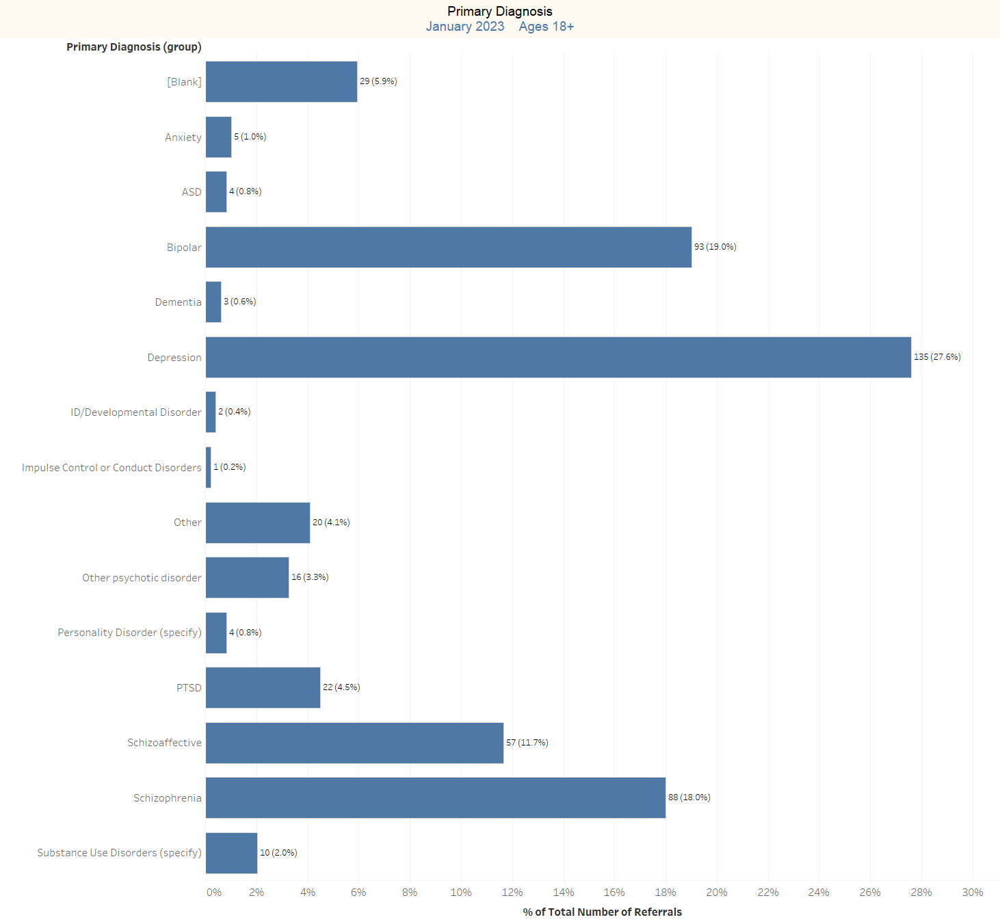 Primary Diagnosis
January 2023 Ages 18+
Primary Diagnosis (group)
[Blank] 29 (5.9%)
Anxiety 5 (1.0%)
ASD 4 (0.8%)
Bipolar 93 (19.0%)
Dementia 3 (0.6%)
Depression 135 (27.6%)
ID/Developmental Disorder 2 (0.4%)
Impulse Control or Conduct Disorders 1 (0.2%)
Other 20 (4.1%)
Other psychotic disorder 16 (3.3%)
Personality Disorder (specify) 4 (0.8%)
PTSD 22 (4.5%)
Schizoaffective 57 (11.7%)
Schizophrenia 88 (18.0%)
Substance Use Disorders (specify) 10 (2.0%)
0% 2% 4% 6% 8% 10% 12% 14% 16% 18% 20% 22% 24% 26% 28% 30%
% of Total Number of Referrals